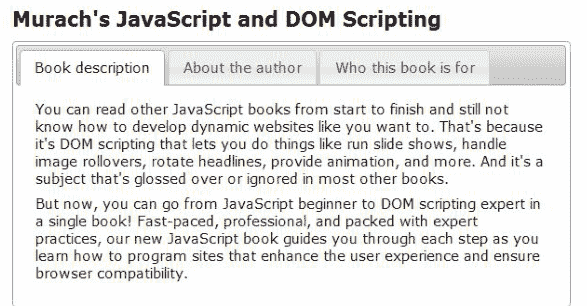 Murach's JavaScript and DOM Scripting
Book description About the author Who this book is for
You can read other JavaScript books from start to finish and still not
know how to develop dynamic websites like you want to. That's because
it's DOM scripting that lets you do things like run slide shows, handle
image rollovers, rotate headlines, provide animation, and more. And it's a
subject that's glossed over or ignored in most other books.
But now, you can go from JavaScript beginner to DOM scripting expert in
a single book! Fast-paced, professional, and packed with expert
practices, our new JavaScript book guides you through each step as you
learn how to program sites that enhance the user experience and ensure
browser compatibility.